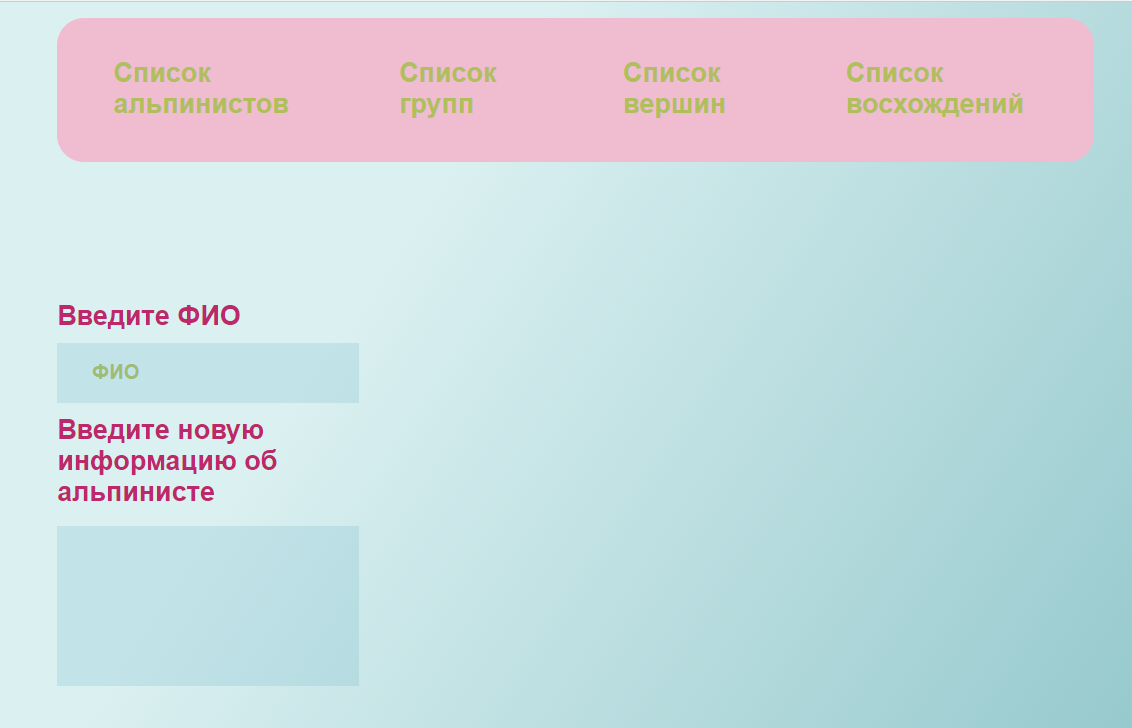 Список
альпинистов
Список
групп
Список
вершин
Список
восхождений
Введите ФИО
ФИО
Введите новую
информацию об
альпинисте